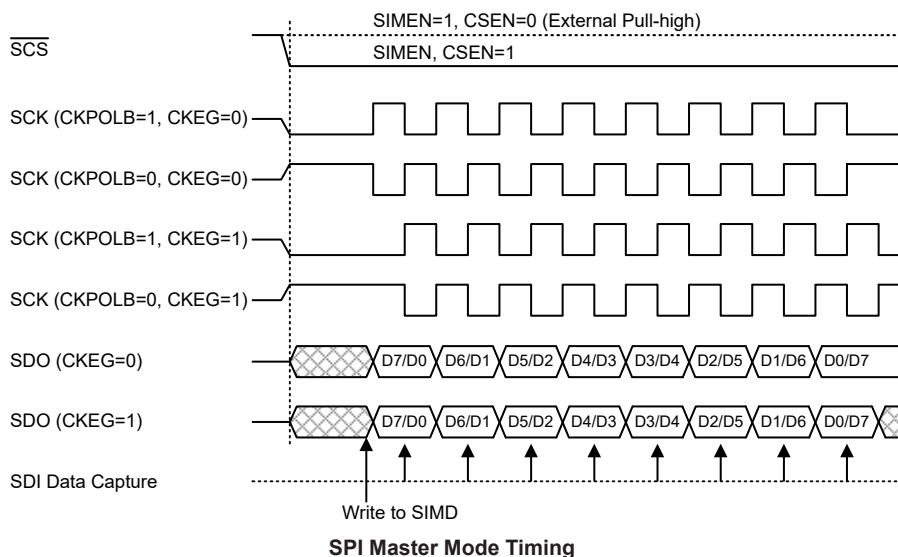 SIMEN=1, CSEN=0 (External Pull-high)
SCS
SIMEN, CSEN=1
SCK (CKPOLB=1, CKEG=0)
SCK (CKPOLB=0, CKEG=0)
SCK (CKPOLB=1, CKEG=1)
SCK (CKPOLB=0, CKEG=1)
SDO (CKEG=0) D7/D0 D6/D1 D5/D2 D4/D3 D3/D4 D2/D5 D1/D6 D0/D7
SDO (CKEG=1) D7/D0 D6/D1 D5/D2 D4/D3 D3/D4 D2/D5 D1/D6 D0/D7
SDI Data Capture
Write to SIMD
SPI Master Mode Timing